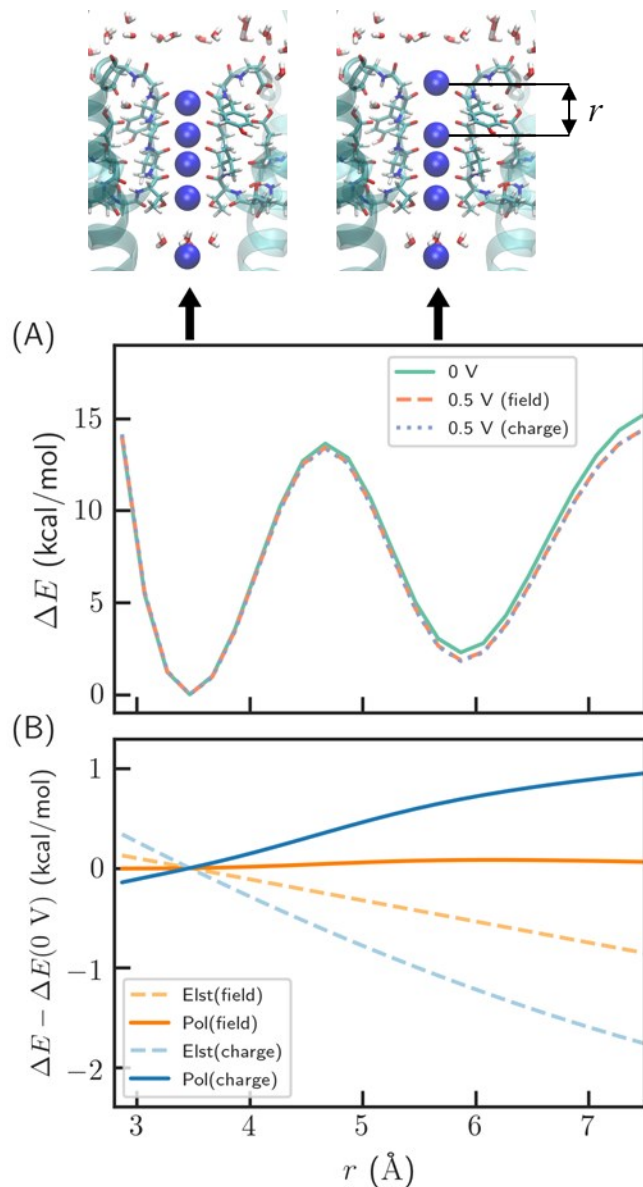 r
(A)
0 V
0.5 V (field)
0.5 V (charge)
15
10
5
0
ΔE (kcal/mol)
(B)
1
0
−1
−2
ΔE − ΔE(0 V) (kcal/mol)
Elst(field)
Pol(field)
Elst(charge)
Pol(charge)
3 4 5 6 7
r (Å)